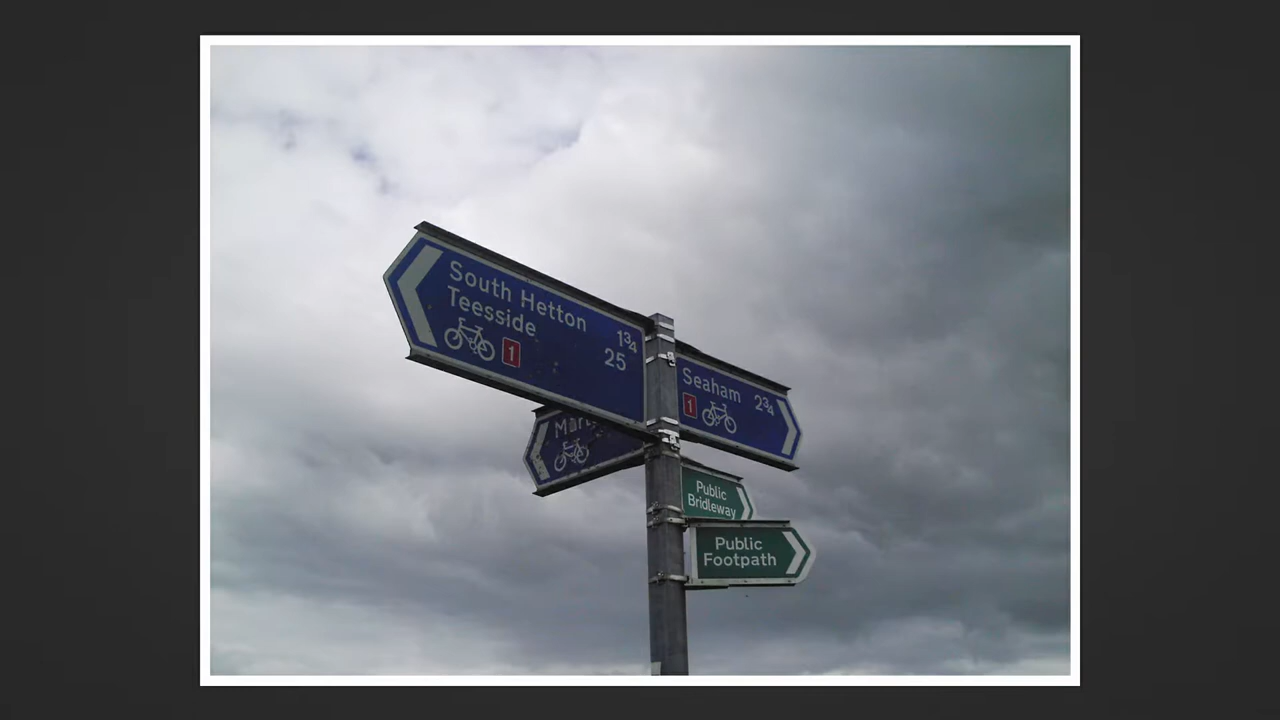 South Hetton 1¾
Teesside 25
1
Seaham 2¾
1
Public
Bridleway
Public
Footpath